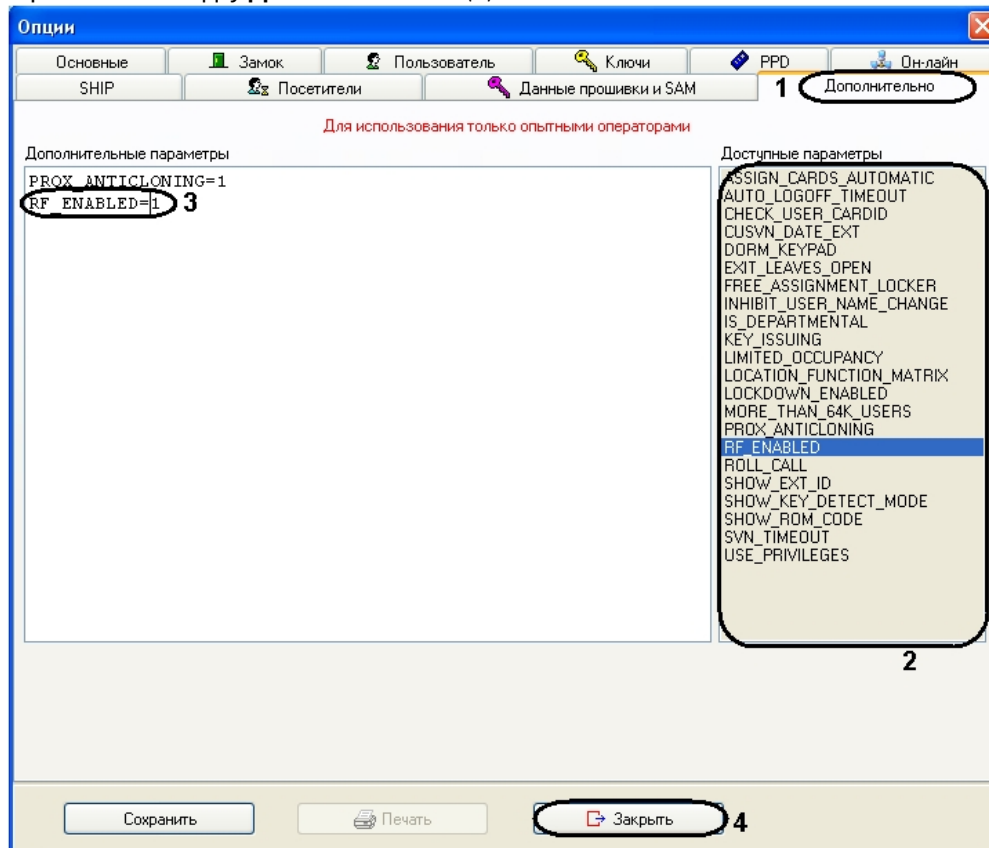 Опции
Основные Замок Пользователь Ключи PPD Он-лайн
SHIP Посетители Данные прошивки и SAM 1 Дополнительно
Для использования только опытными операторами
Дополнительные параметры
PROX_ANTICLONING=1
RF_ENABLED=1 3
Доступные параметры
ASSIGN_CARDS_AUTOMATIC
AUTO_LOGOFF_TIMEOUT
CHECK_USER_CARDID
CUSVN_DATE_EXT
DORM_KEYPAD
EXIT_LEAVES_OPEN
FREE_ASSIGNMENT_LOCKER
INHIBIT_USER_NAME_CHANGE
IS_DEPARTMENTAL
KEY_ISSUING
LIMITED_OCCUPANCY
LOCATION_FUNCTION_MATRIX
LOCKDOWN_ENABLED
MORE_THAN_64K_USERS
PROX_ANTICLONING
RF_ENABLED
ROLL_CALL
SHOW_EXT_ID
SHOW_KEY_DETECT_MODE
SHOW_ROM_CODE
SVN_TIMEOUT
USE_PRIVILEGES
2
Сохранить Печать Закрыть 4